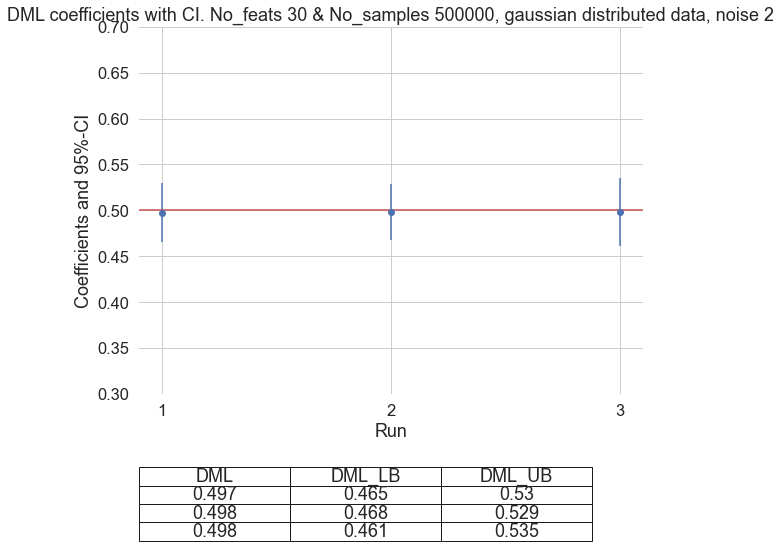 DML coefficients with CI. No_feats 30 & No_samples 500000, gaussian distributed data, noise 2
0.70
0.65
0.60
0.55
0.50
0.45
0.40
0.35
0.30
Coefficients and 95%-CI
1 2 3
Run
DML DML_LB DML_UB
0.497 0.465 0.53
0.498 0.468 0.529
0.498 0.461 0.535